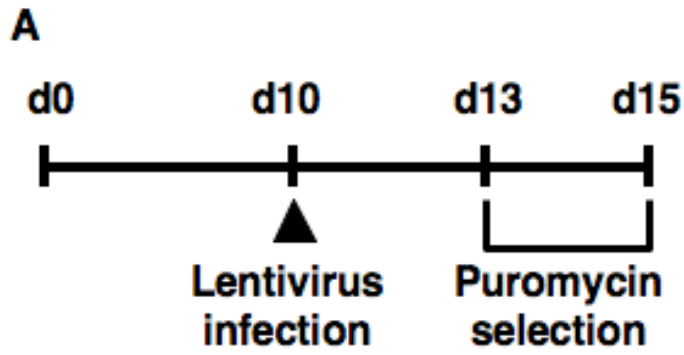 A
d0 d10 d13 d15
Lentivirus Puromycin
infection selection